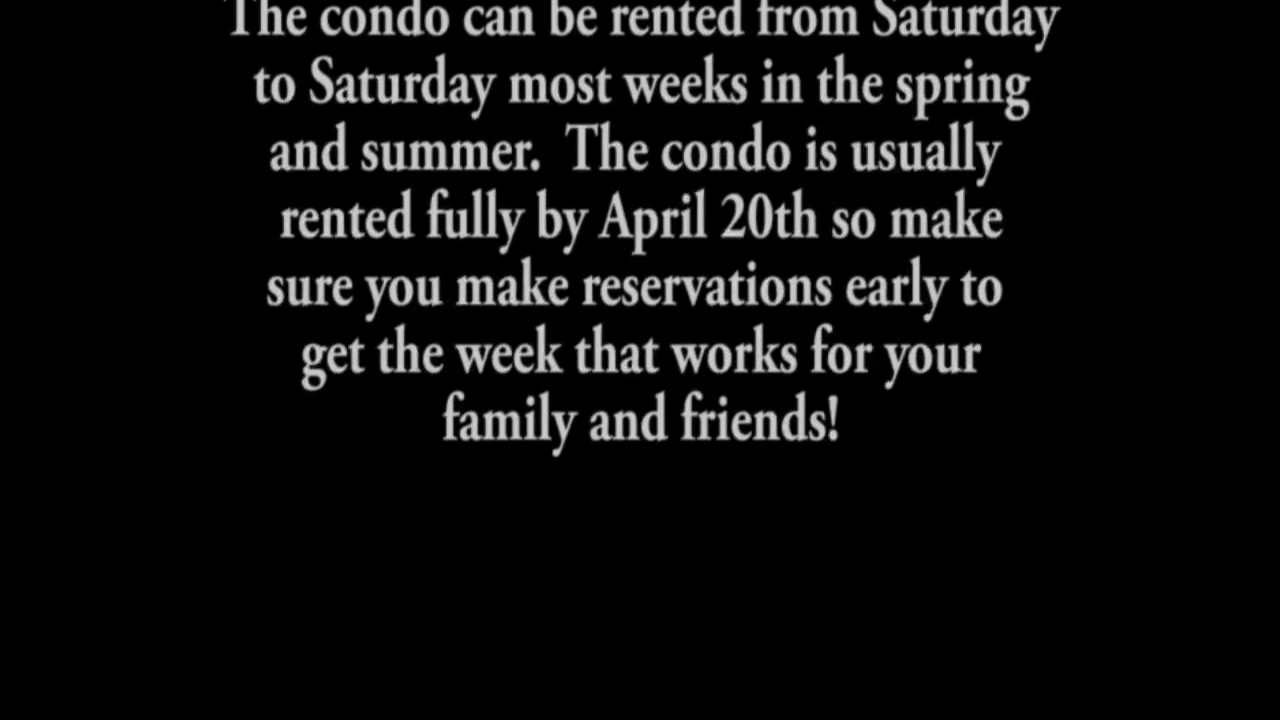 The condo can be rented from Saturday
to Saturday most weeks in the spring
and summer.  The condo is usually
rented fully by April 20th so make
sure you make reservations early to
get the week that works for your
family and friends!